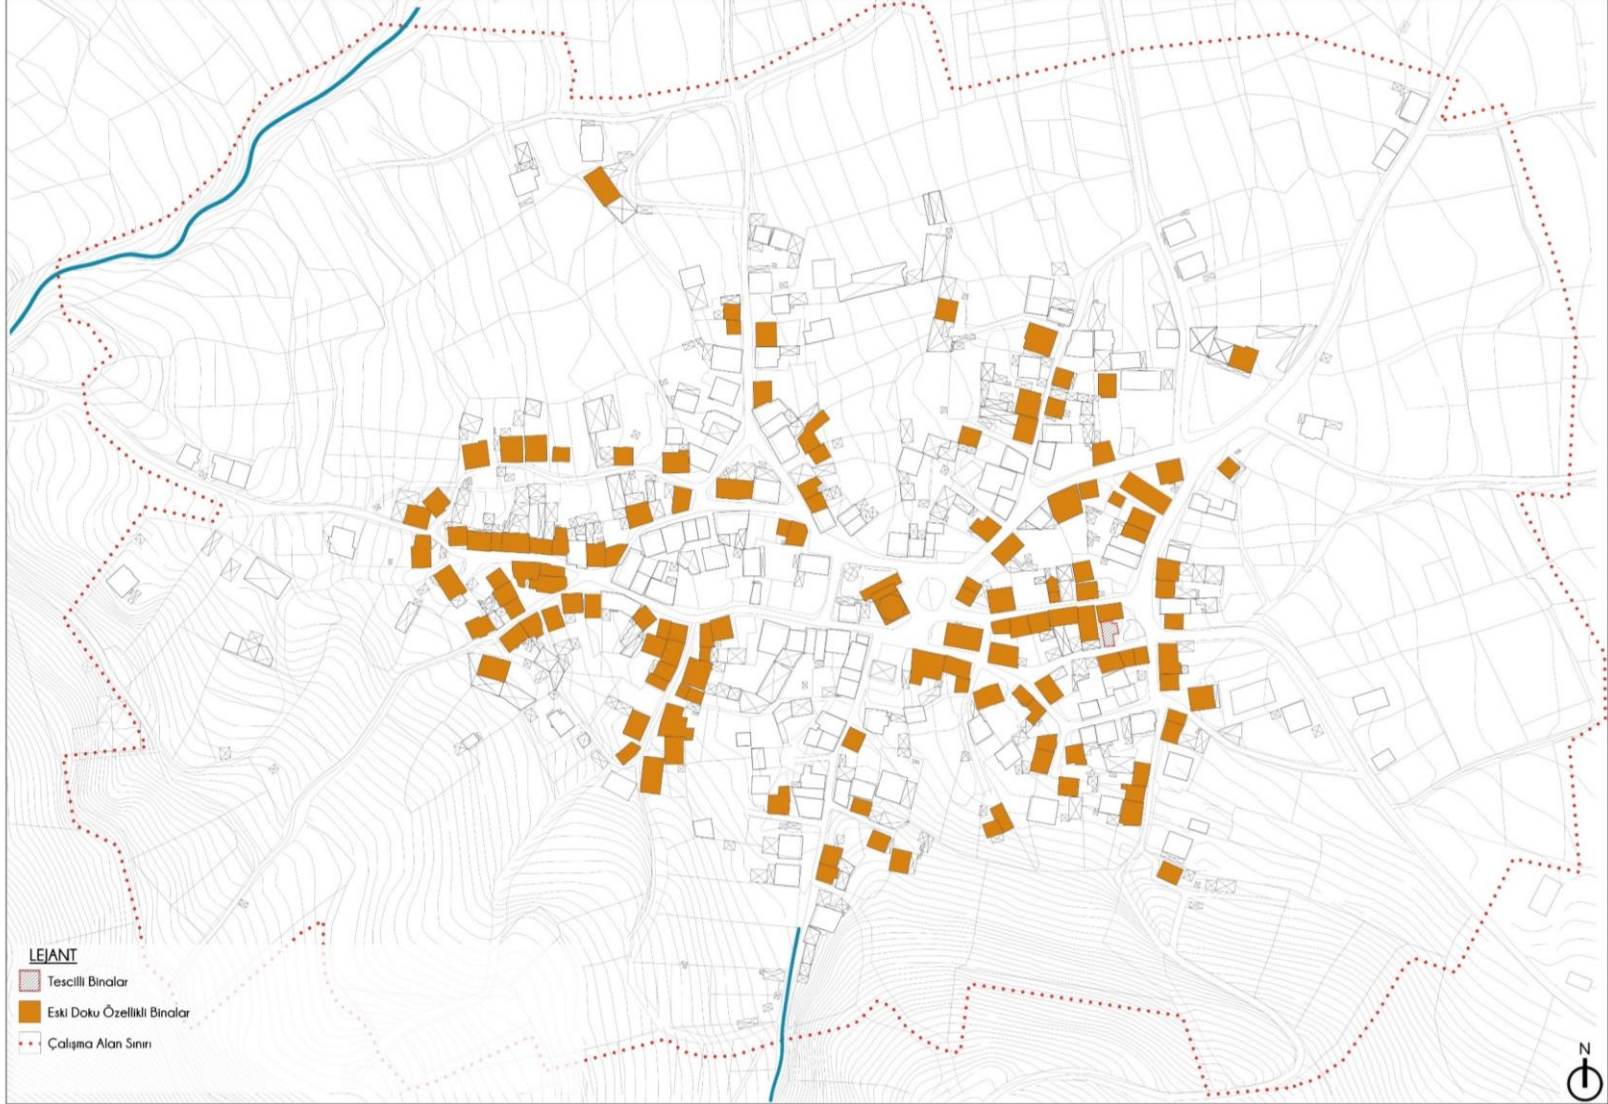 LEJANT
Tescilli Binalar
Eski Doku Özellikli Binalar
Çalışma Alan Sınırı
N